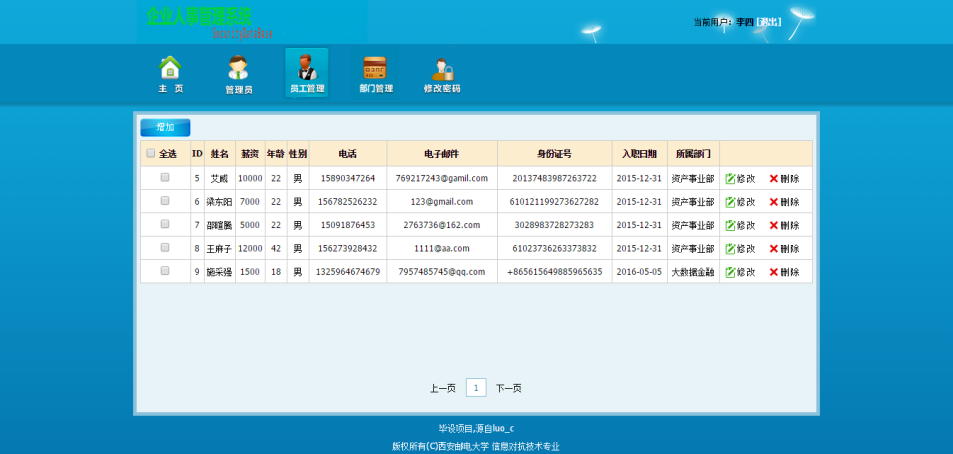 企业人事管理系统
当前用户：李四 [退出]
主 页 管理员 员工管理 部门管理 修改密码
增加
全选 ID 姓名 薪资 年龄 性别 电话 电子邮件 身份证号 入职日期 所属部门
5 艾威 10000 22 男 15890347264 769217243@gamil.com 20137483987263722 2015-12-31 资产事业部 修改 删除
6 梁东阳 7000 22 男 156782526232 123@gmail.com 610121199273627282 2015-12-31 资产事业部 修改 删除
7 邵暄腾 5000 22 男 15091876453 2763736@162.com 3028983728273283 2015-12-31 资产事业部 修改 删除
8 王麻子 12000 42 男 156273928432 1111@aa.com 61023736263373832 2015-12-31 资产事业部 修改 删除
9 施采强 1500 18 男 1325964674679 7957485745@qq.com +865615649885965635 2016-05-05 大数据金融 修改 删除
上一页 1 下一页
毕设项目,源自luo_c
版权所有(C)西安邮电大学 信息对抗技术专业